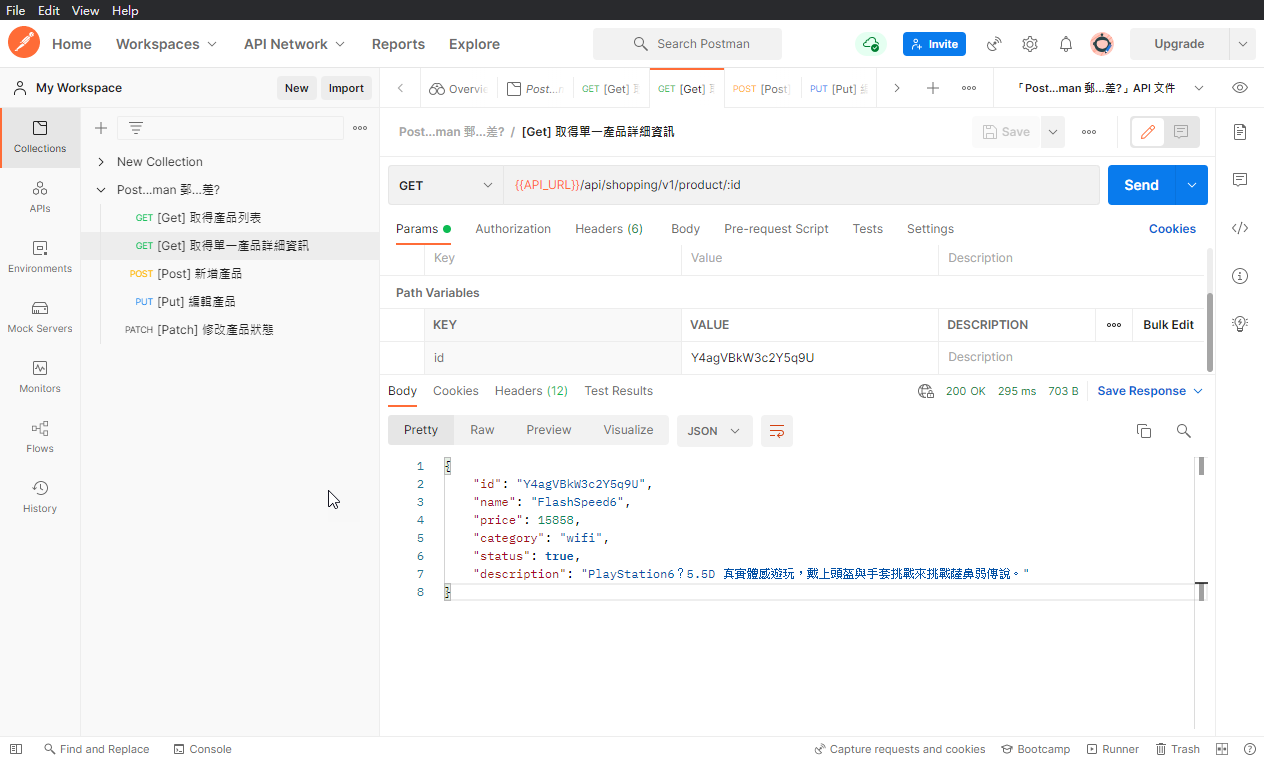 File Edit View Help
Home Workspaces API Network Reports Explore Search Postman Invite Upgrade
My Workspace New Import Overvie Post... GET [Get] GET [Get] POST [Post] PUT [Put] 「Post...man 郵...差?」API 文件
Collections
APIs
Environments
Mock Servers
Monitors
Flows
History
New Collection
Post...man 郵...差?
GET [Get] 取得產品列表
GET [Get] 取得單一產品詳細資訊
POST [Post] 新增產品
PUT [Put] 編輯產品
PATCH [Patch] 修改產品狀態
Post...man 郵...差? / [Get] 取得單一產品詳細資訊 Save
GET {{API_URL}}/api/shopping/v1/product/:id Send
Params Authorization Headers (6) Body Pre-request Script Tests Settings Cookies
Key Value Description
Path Variables
KEY VALUE DESCRIPTION Bulk Edit
id Y4agVBkW3c2Y5q9U Description
Body Cookies Headers (12) Test Results 200 OK 295 ms 703 B Save Response
Pretty Raw Preview Visualize JSON
1 {
2 "id": "Y4agVBkW3c2Y5q9U",
3 "name": "FlashSpeed6",
4 "price": 15858,
5 "category": "wifi",
6 "status": true,
7 "description": "PlayStation6？5.5D 真實體感遊玩，戴上頭盔與手套挑戰來挑戰薩鼻弱傳說。"
8 }
Find and Replace Console Capture requests and cookies Bootcamp Runner Trash